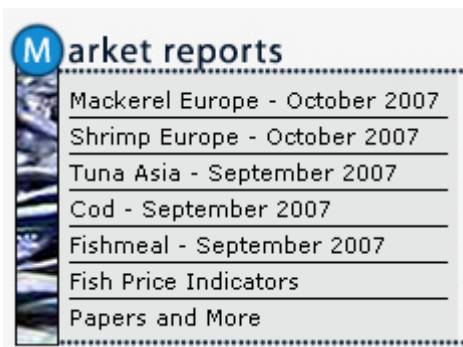 Market reports
Mackerel Europe - October 2007
Shrimp Europe - October 2007
Tuna Asia - September 2007
Cod - September 2007
Fishmeal - September 2007
Fish Price Indicators
Papers and More